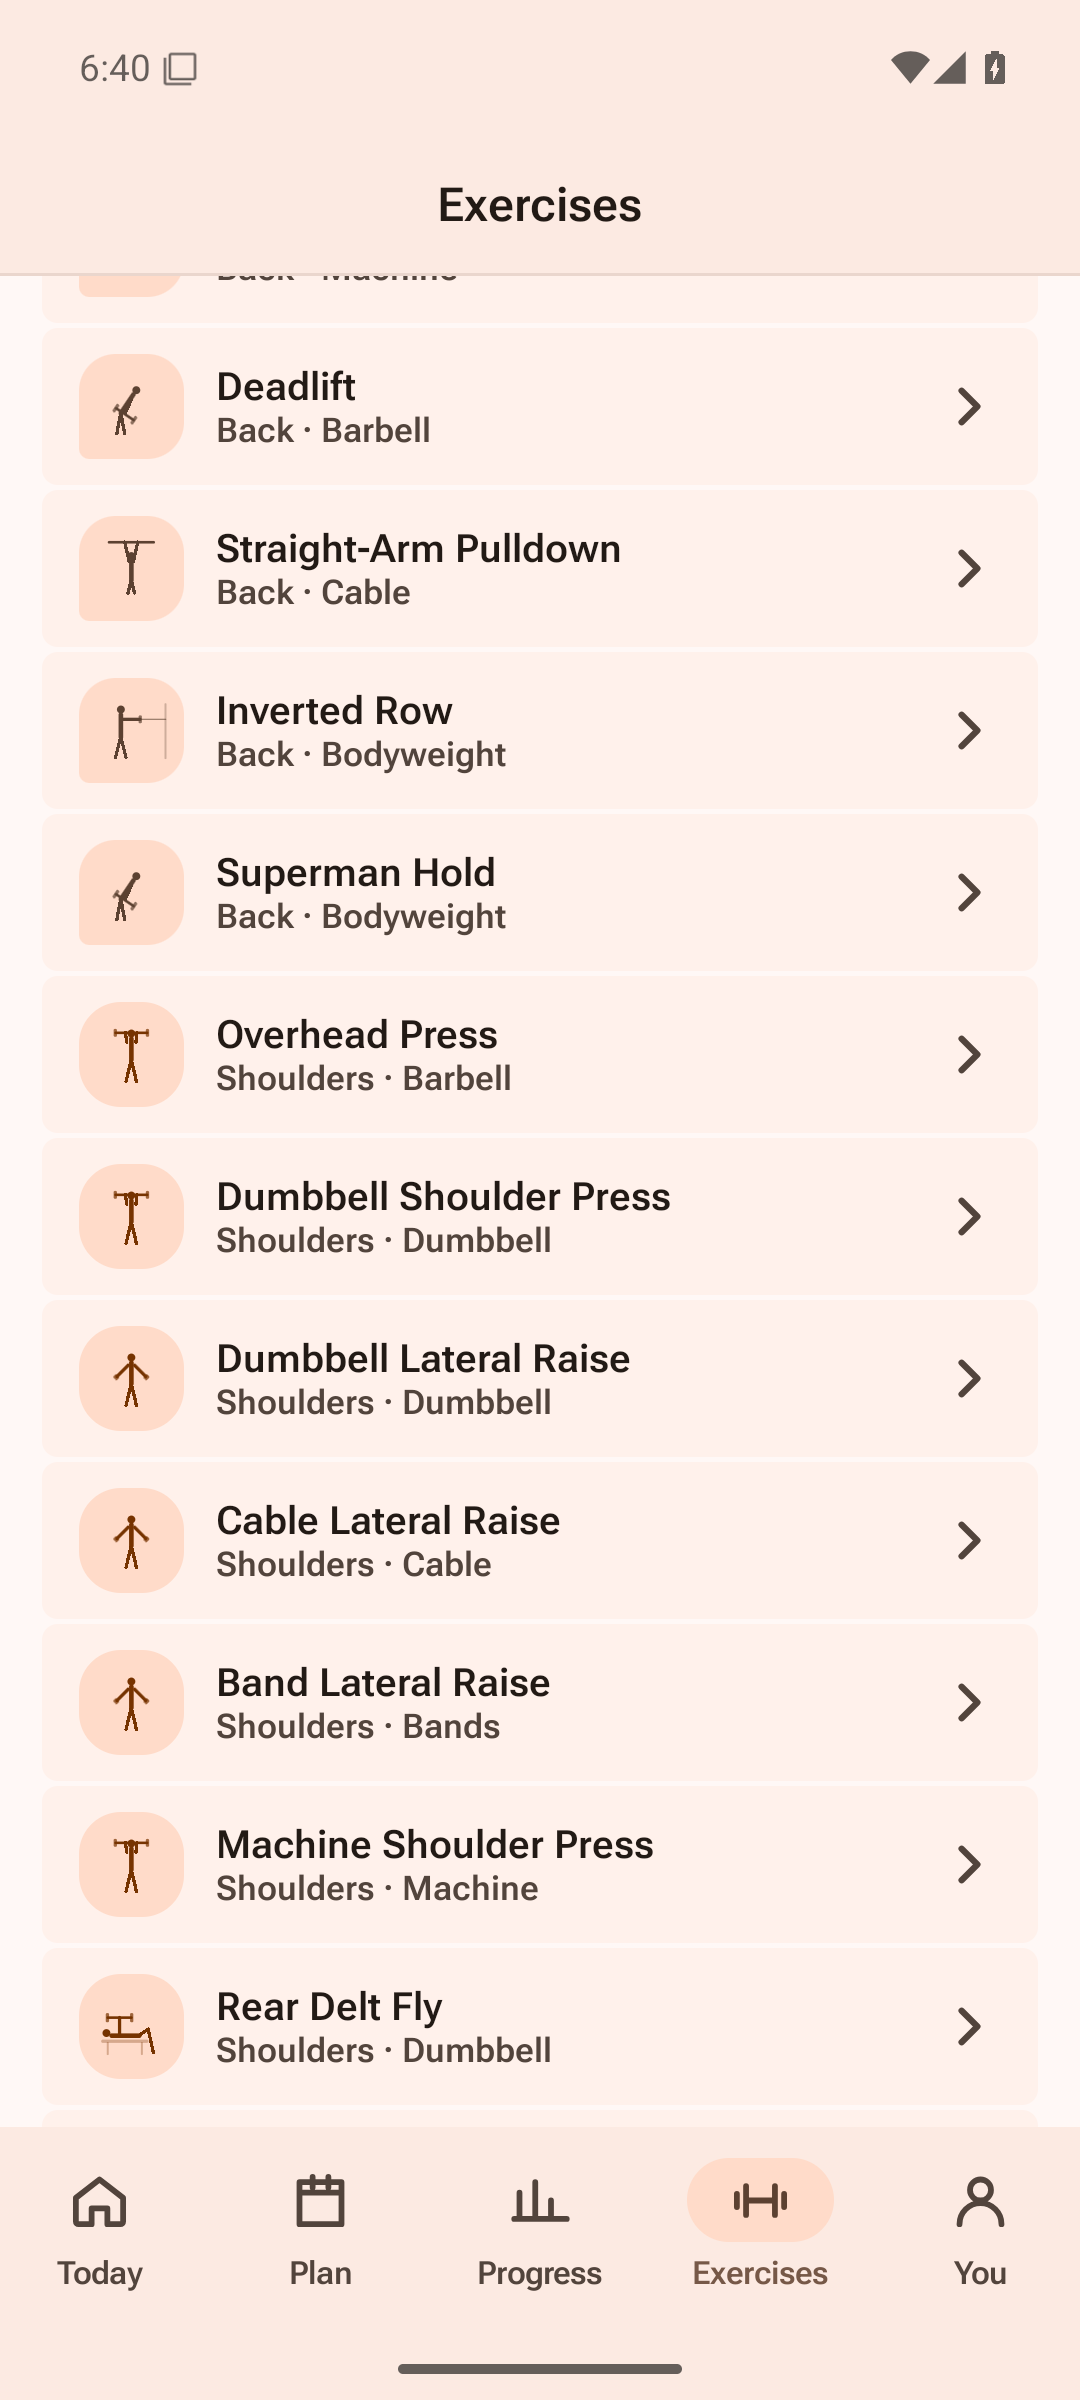 6:40
Exercises
Back · Machine
Deadlift
Back · Barbell
Straight-Arm Pulldown
Back · Cable
Inverted Row
Back · Bodyweight
Superman Hold
Back · Bodyweight
Overhead Press
Shoulders · Barbell
Dumbbell Shoulder Press
Shoulders · Dumbbell
Dumbbell Lateral Raise
Shoulders · Dumbbell
Cable Lateral Raise
Shoulders · Cable
Band Lateral Raise
Shoulders · Bands
Machine Shoulder Press
Shoulders · Machine
Rear Delt Fly
Shoulders · Dumbbell
Today
Plan
Progress
Exercises
You